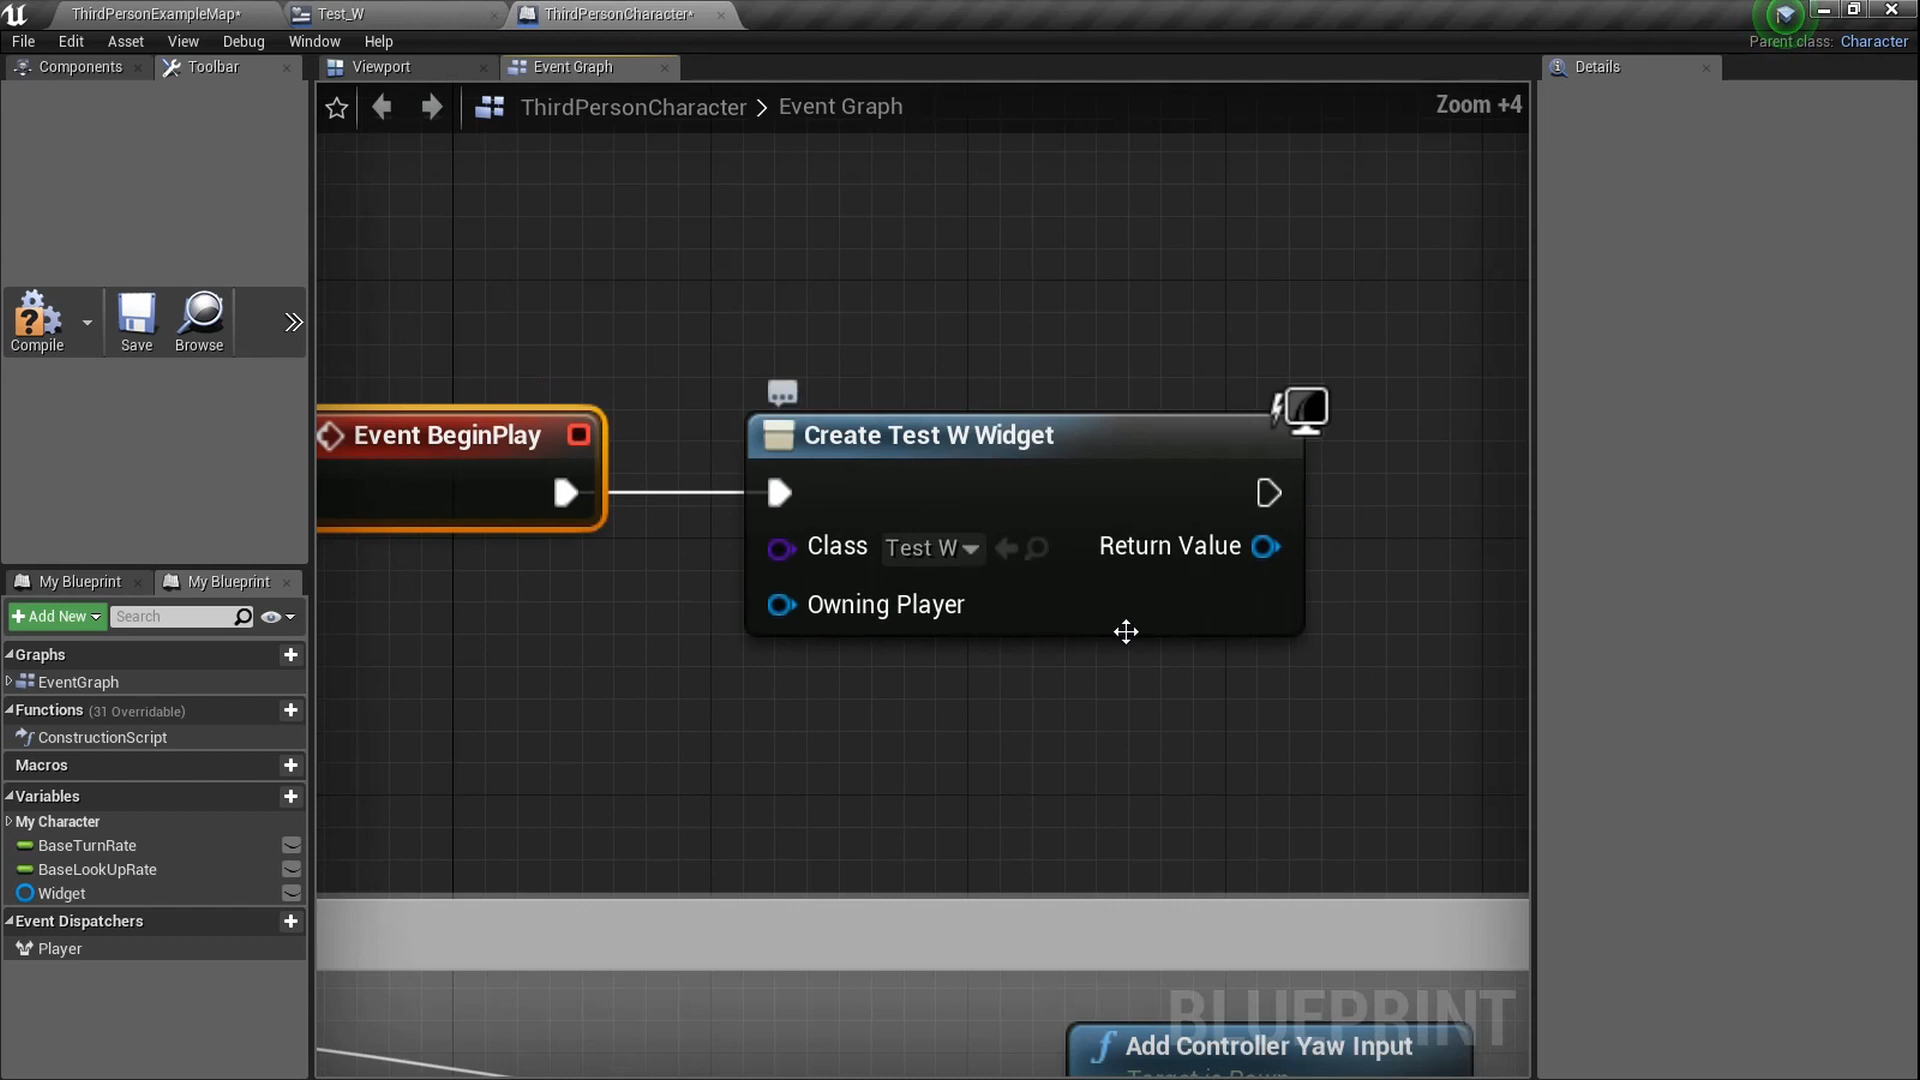 ThirdPersonExampleMap*
Test_W
ThirdPersonCharacter*
File Edit Asset View Debug Window Help
Parent class: Character
Components
Toolbar
Viewport
Event Graph
Details
ThirdPersonCharacter > Event Graph
Zoom +4
Compile
Save
Browse
Event BeginPlay
Create Test W Widget
Class Test W
Return Value
Owning Player
My Blueprint
My Blueprint
+Add New
Search
Graphs
EventGraph
Functions (31 Overridable)
ConstructionScript
Macros
Variables
My Character
BaseTurnRate
BaseLookUpRate
Widget
Event Dispatchers
Player
BLUEPRINT
f Add Controller Yaw Input
Target is Pawn